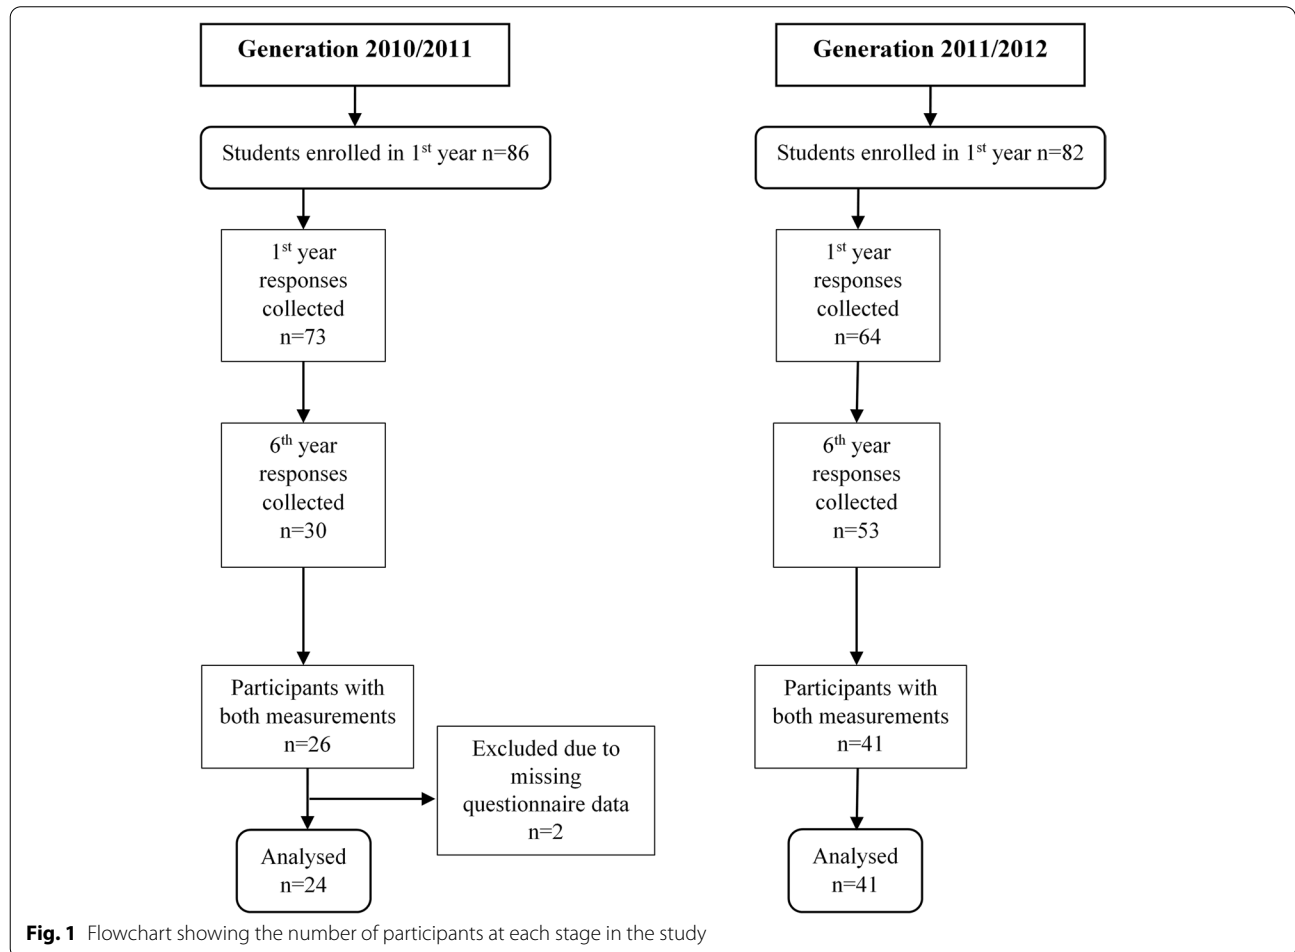 Generation 2010/2011
Students enrolled in 1st year n=86
1st year
responses
collected
n=73
6th year
responses
collected
n=30
Participants with
both measurements
n=26
Excluded due to
missing
questionnaire data
n=2
Analysed
n=24
Generation 2011/2012
Students enrolled in 1st year n=82
1st year
responses
collected
n=64
6th year
responses
collected
n=53
Participants with
both measurements
n=41
Analysed
n=41
Fig. 1 Flowchart showing the number of participants at each stage in the study